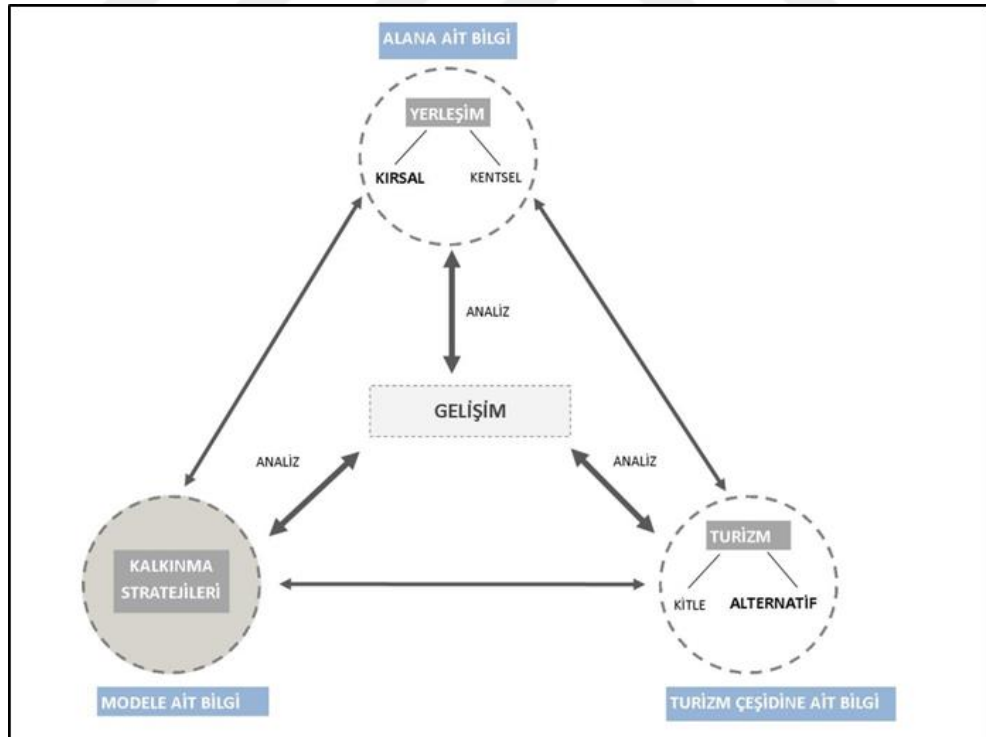 ALANA AİT BİLGİ
YERLEŞİM
KIRSAL
KENTSEL
ANALİZ
GELİŞİM
ANALİZ
ANALİZ
KALKINMA
STRATEJİLERİ
TURİZM
KİTLE
ALTERNATİF
MODELE AİT BİLGİ
TURİZM ÇEŞİDİNE AİT BİLGİ